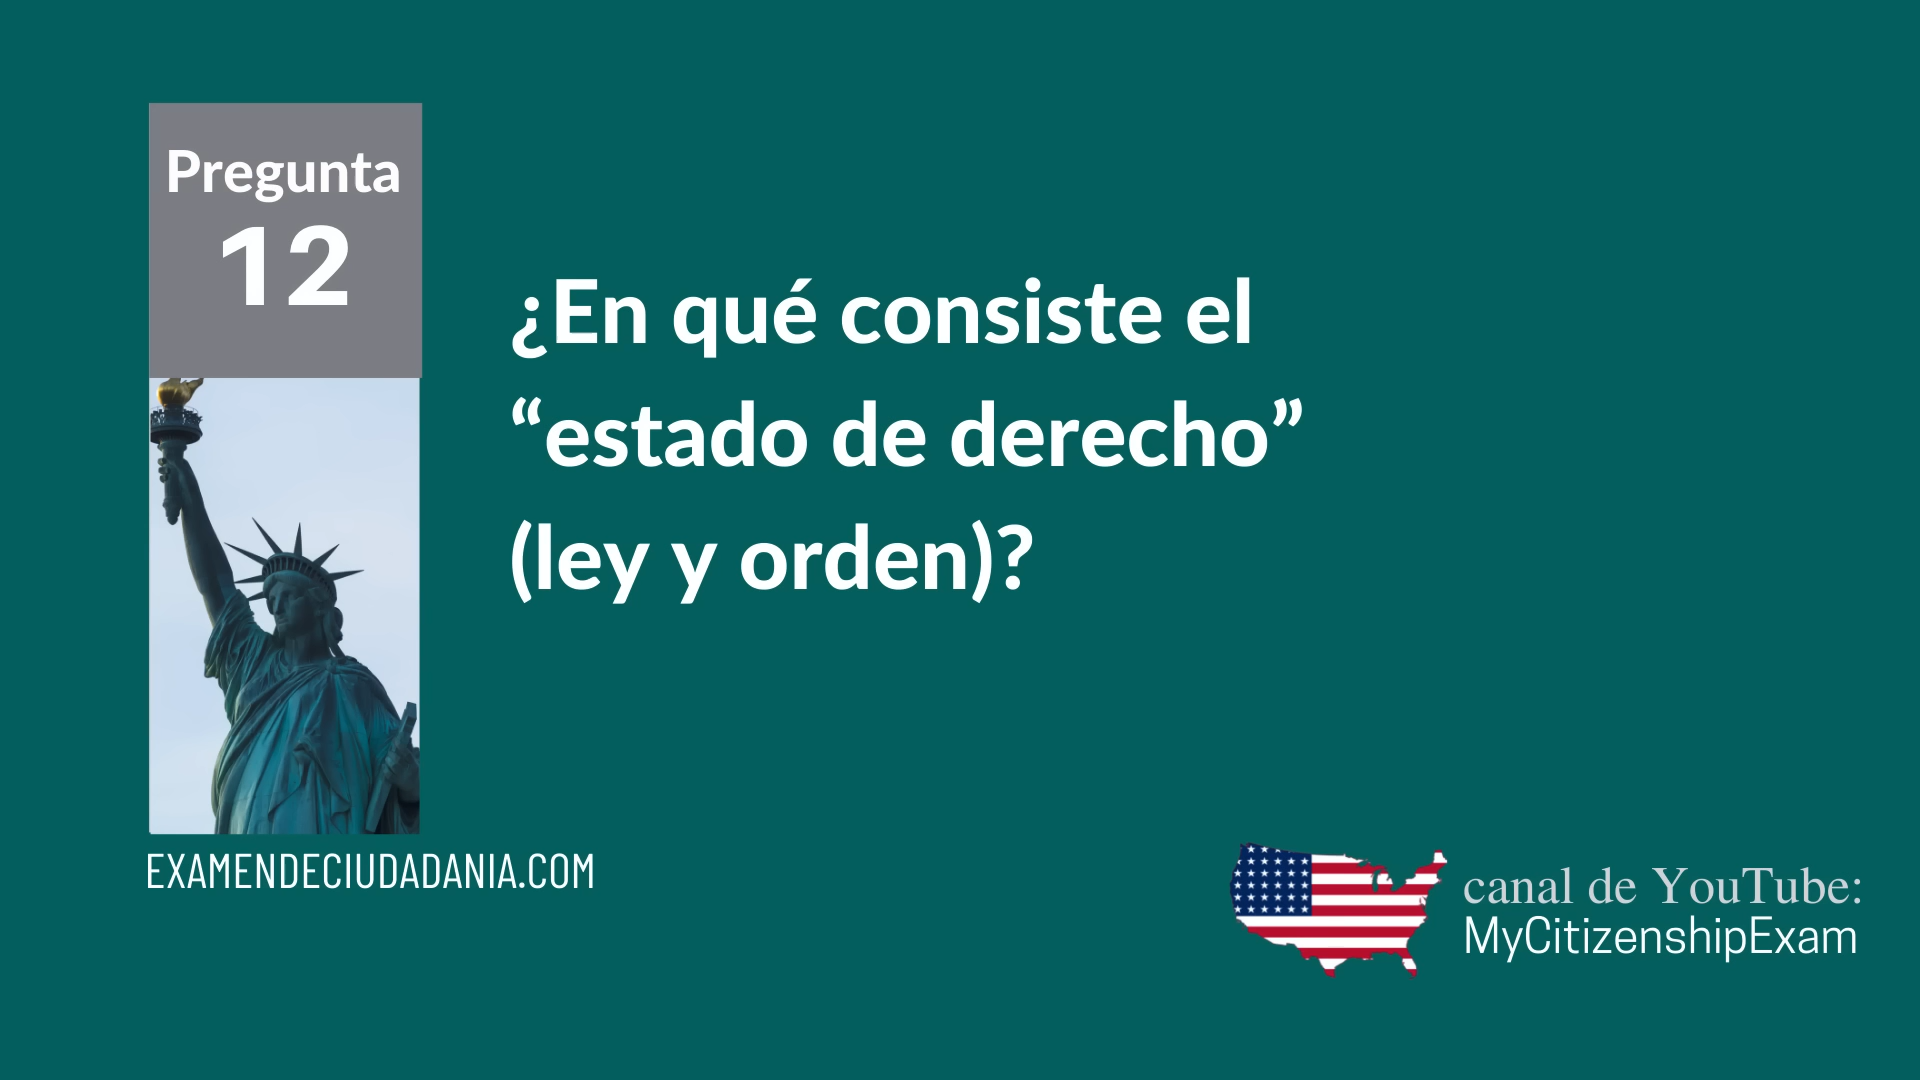 Pregunta
12
¿En qué consiste el
“estado de derecho”
(ley y orden)?
EXAMENDECIUDADANIA.COM
canal de YouTube:
MyCitizenshipExam